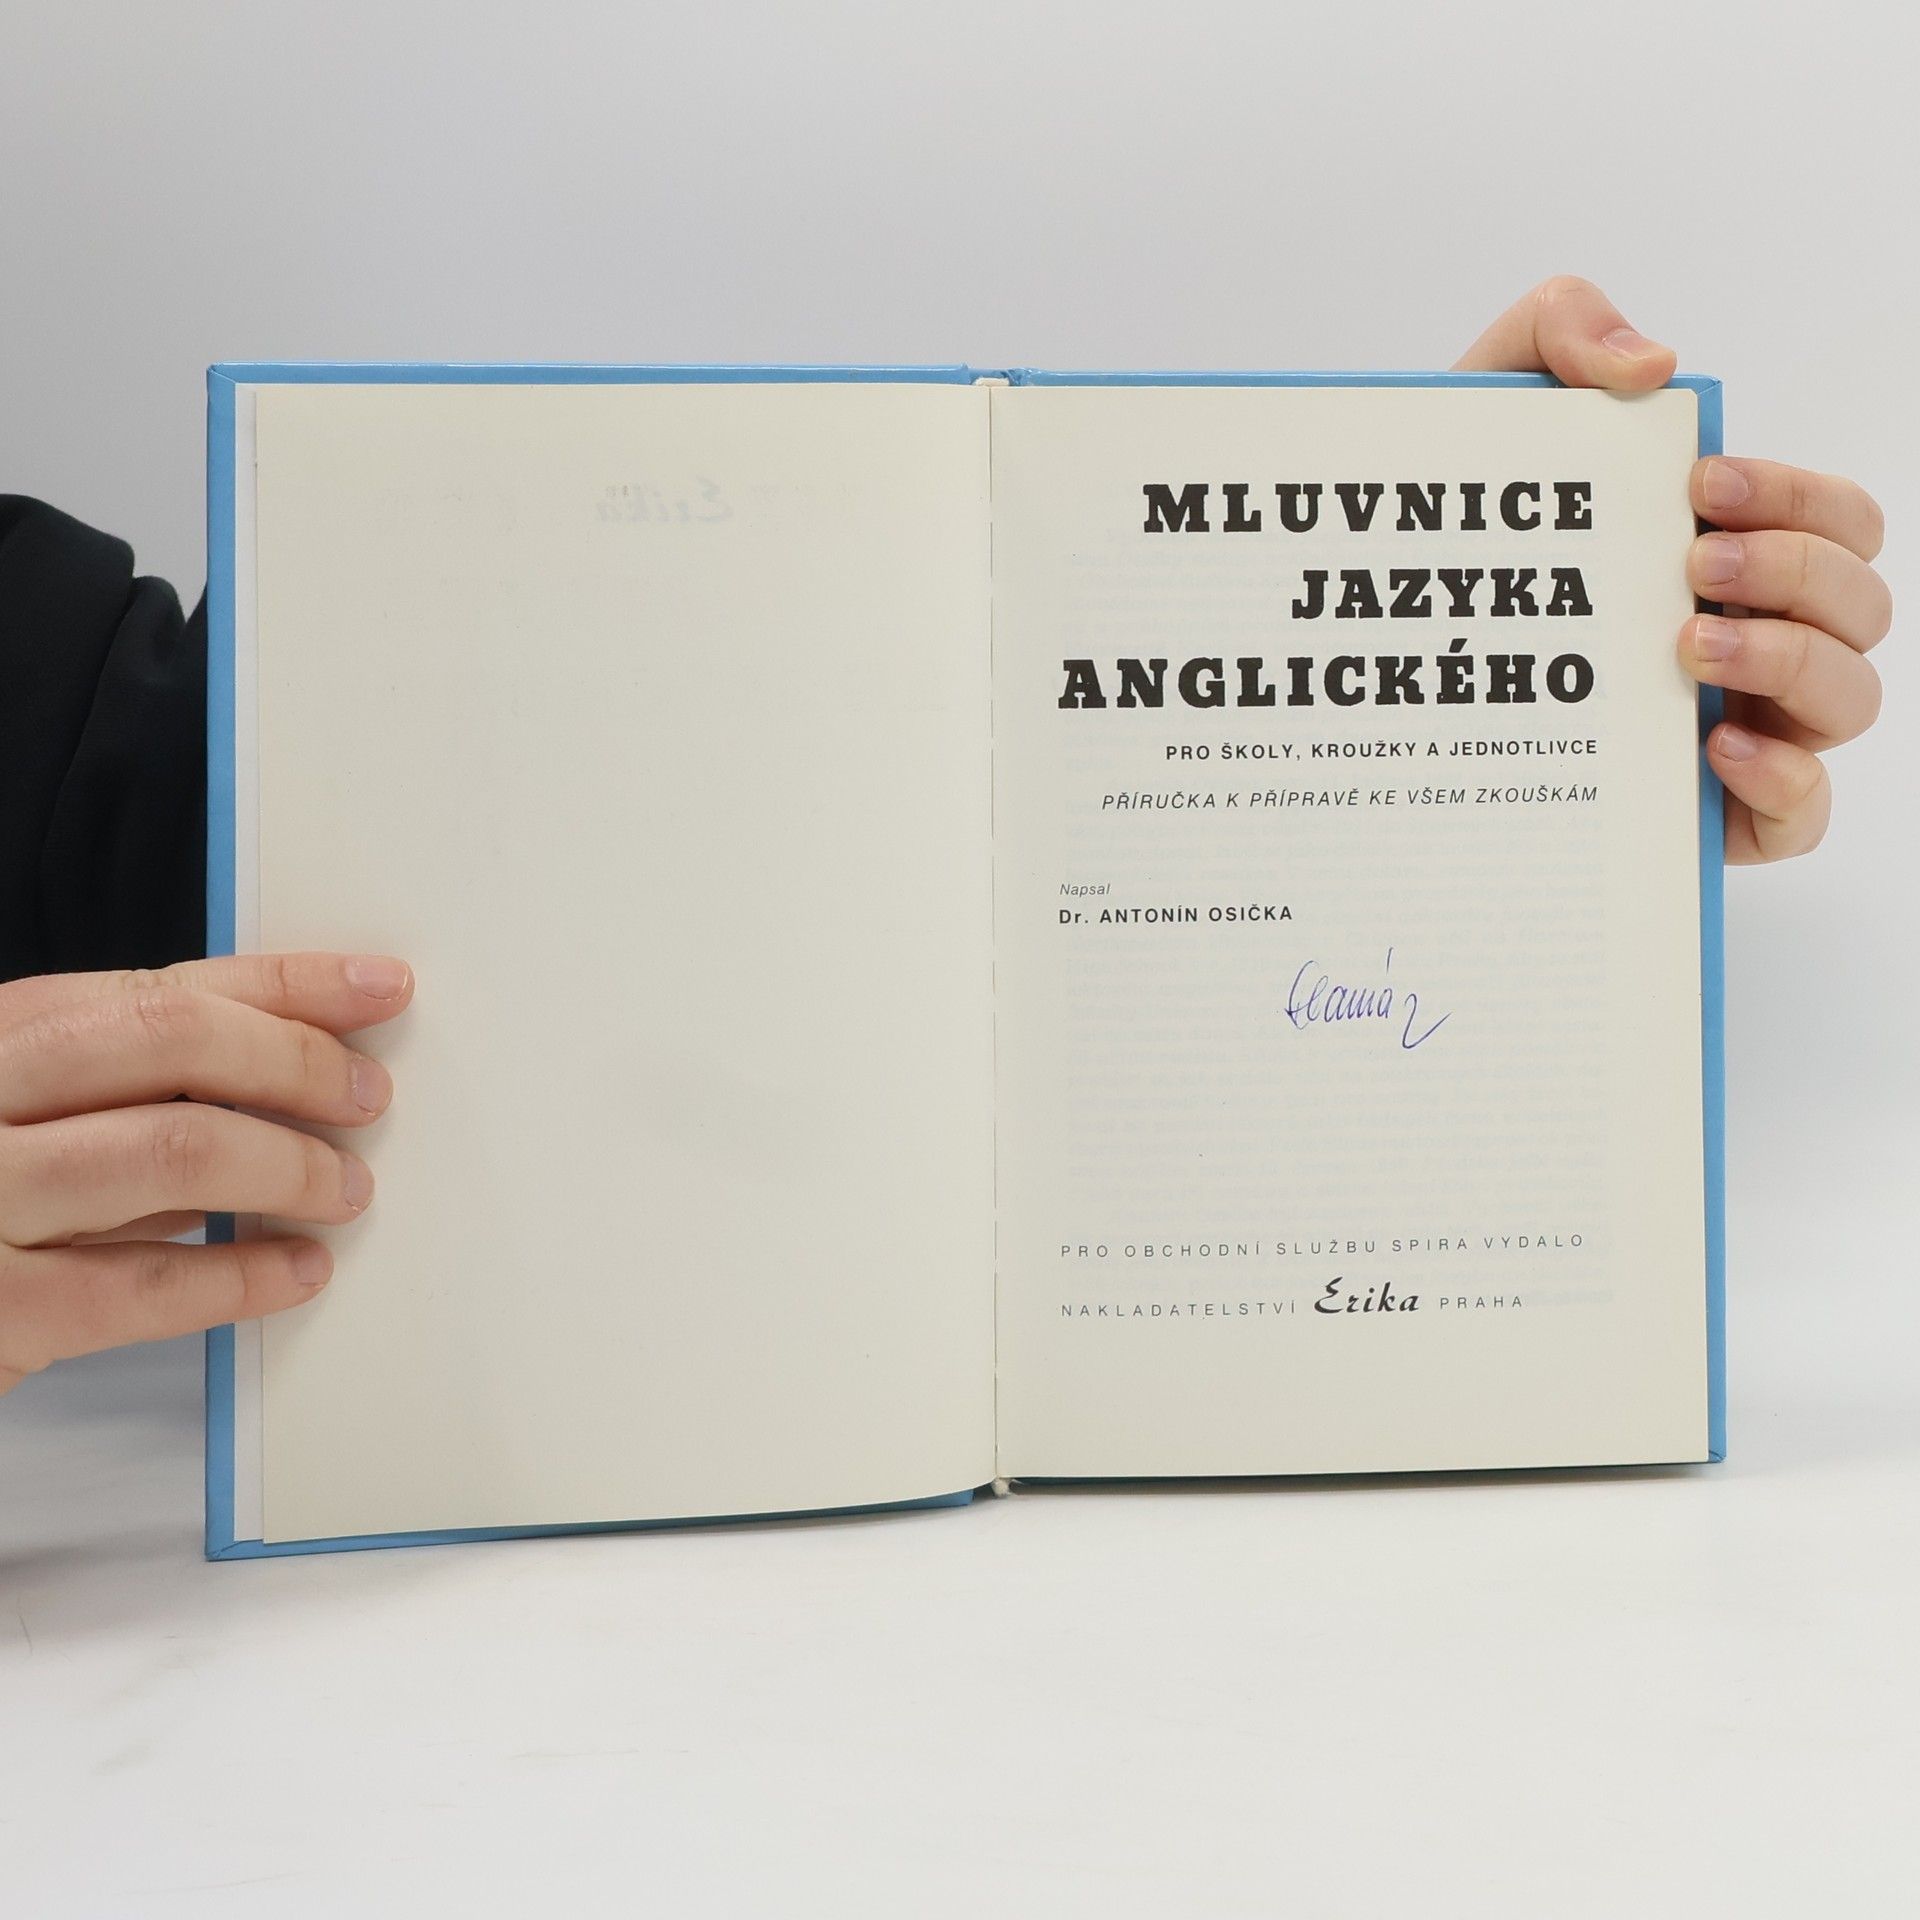 MLUVNICE
JAZYKA
ANGLICKÉHO
PRO ŠKOLY, KROUŽKY A JEDNOTLIVCE
PŘÍRUČKA K PŘÍPRAVĚ KE VŠEM ZKOUŠKÁM
Napsal
Dr. ANTONÍN OSIČKA
PRO OBCHODNÍ SLUŽBU SPIRA VYDALO
NAKLADATELSTVÍ Erika PRAHA